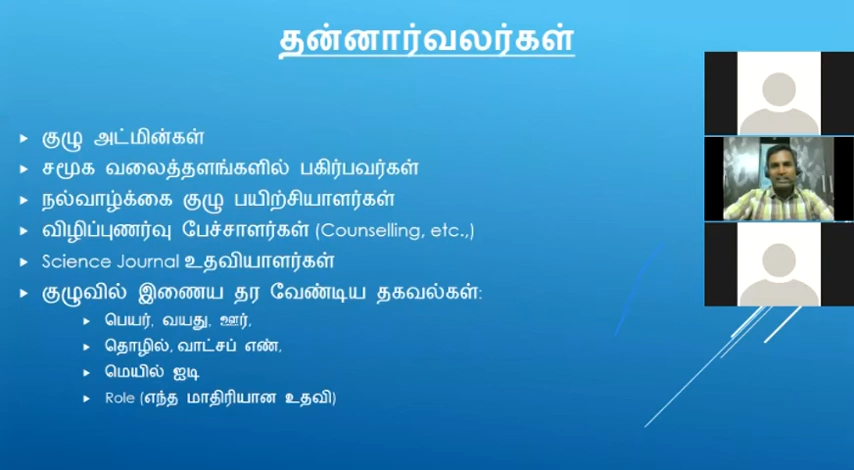 தன்னார்வலர்கள்
குழு அட்மின்கள்
சமூக வலைத்தளங்களில் பகிர்பவர்கள்
நல்வாழ்க்கை குழு பயிற்சியாளர்கள்
விழிப்புணர்வு பேச்சாளர்கள் (Counselling, etc.,)
Science Journal உதவியாளர்கள்
குழுவில் இணைய தர வேண்டிய தகவல்கள்:
பெயர், வயது, ஊர்,
தொழில், வாட்சப் எண்,
மெயில் ஐடி
Role (எந்த மாதிரியான உதவி)